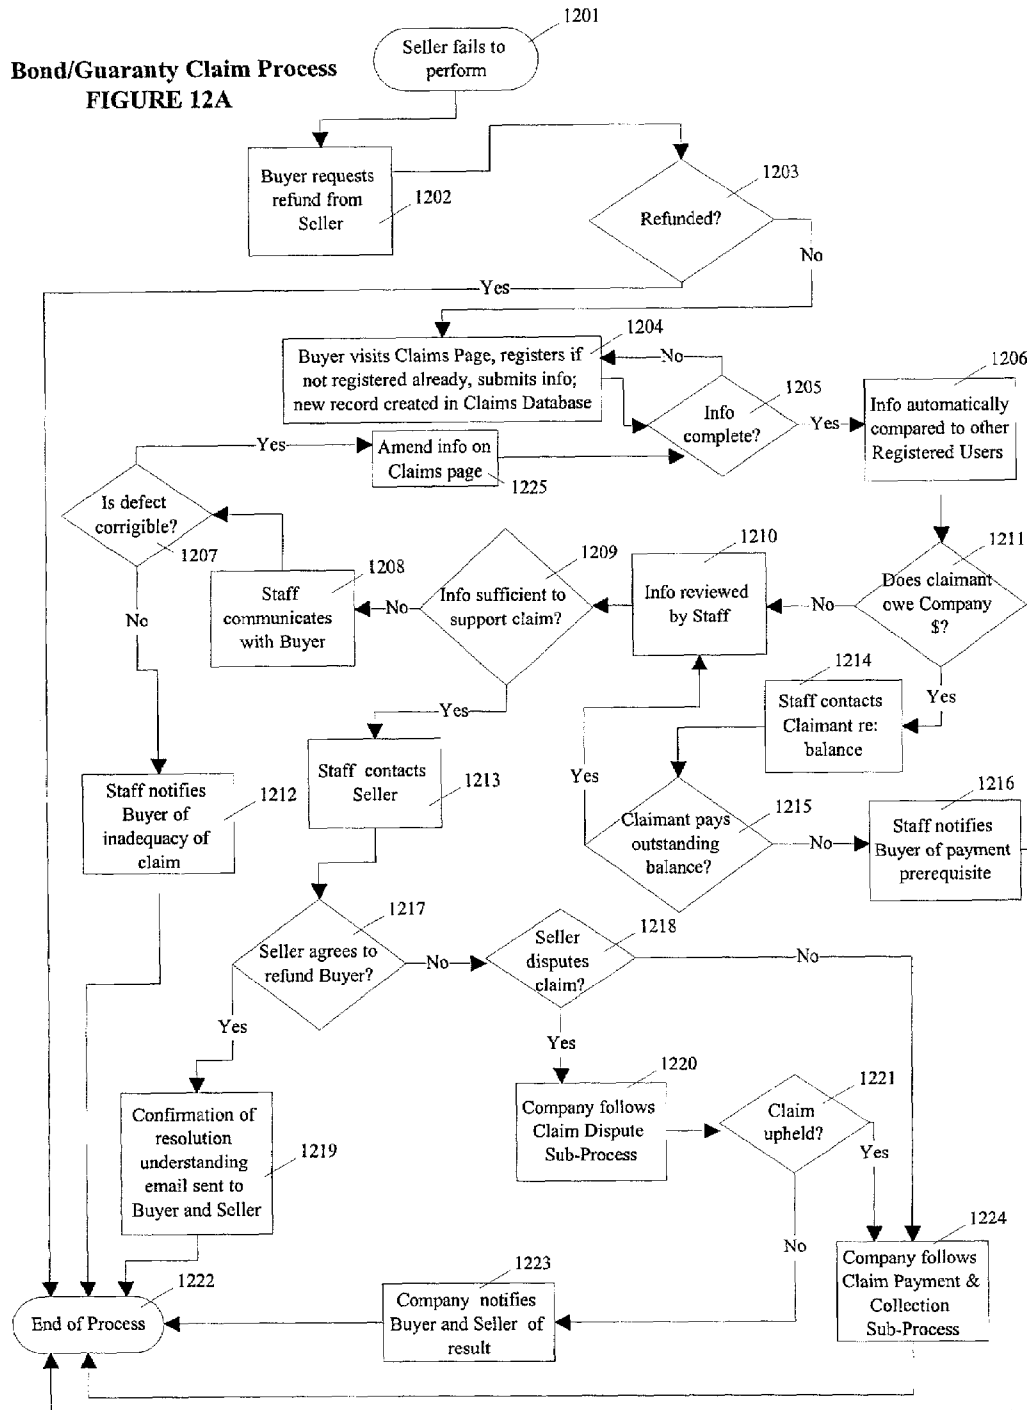 1201
Seller fails to
perform
Bond/Guaranty Claim Process
FIGURE 12A
Buyer requests
refund from
Seller
1202
1203
Refunded?
No
Yes
1204
Buyer visits Claims Page, registers if
not registered already, submits info;
new record created in Claims Database
No
1205
Info
complete?
Yes
1206
Info automatically
compared to other
Registered Users
Yes
Amend info on
Claims page
1225
Is defect
corrigible?
1207
No
1208
Staff
communicates
with Buyer
No
1209
Info sufficient to
support claim?
Yes
1210
Info reviewed
by Staff
No
1211
Does claimant
owe Company
$?
Yes
1214
Staff contacts
Claimant re:
balance
Staff notifies
Buyer of
inadequacy of
claim
1212
Staff contacts
Seller
1213
Yes
Claimant pays
outstanding
balance?
1215
No
1216
Staff notifies
Buyer of payment
prerequisite
1217
Seller agrees to
refund Buyer?
No
Yes
1218
Seller
disputes
claim?
No
Yes
1220
Company follows
Claim Dispute
Sub-Process
1221
Claim
upheld?
Yes
No
Confirmation of
resolution
understanding
email sent to
Buyer and Seller
1219
1224
Company follows
Claim Payment &
Collection
Sub-Process
1223
Company notifies
Buyer and Seller of
result
1222
End of Process